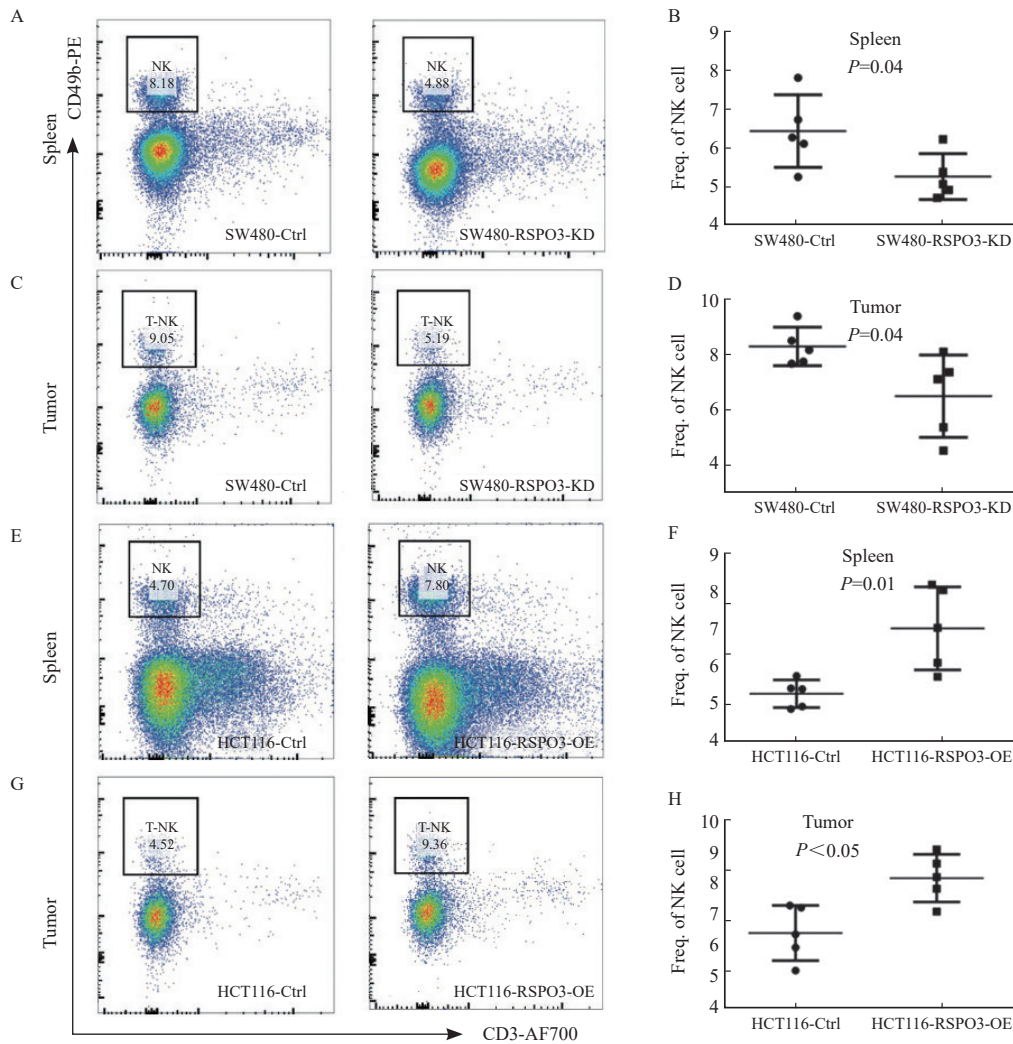 A
CD49b-PE
Spleen
NK
8.18
SW480-Ctrl
NK
4.88
SW480-RSPO3-KD
B
Spleen
P=0.04
Freq. of NK cell
9
8
7
6
5
4
SW480-Ctrl
SW480-RSPO3-KD
C
Tumor
T-NK
9.05
SW480-Ctrl
T-NK
5.19
SW480-RSPO3-KD
D
Tumor
P=0.04
Freq. of NK cell
10
8
6
4
SW480-Ctrl
SW480-RSPO3-KD
E
Spleen
NK
4.70
HCT116-Ctrl
NK
7.80
HCT116-RSPO3-OE
F
Spleen
P=0.01
Freq. of NK cell
9
8
7
6
5
4
HCT116-Ctrl
HCT116-RSPO3-OE
G
Tumor
T-NK
4.52
HCT116-Ctrl
T-NK
9.36
HCT116-RSPO3-OE
H
Tumor
P<0.05
Freq. of NK cell
10
9
8
7
6
5
4
HCT116-Ctrl
HCT116-RSPO3-OE
CD3-AF700